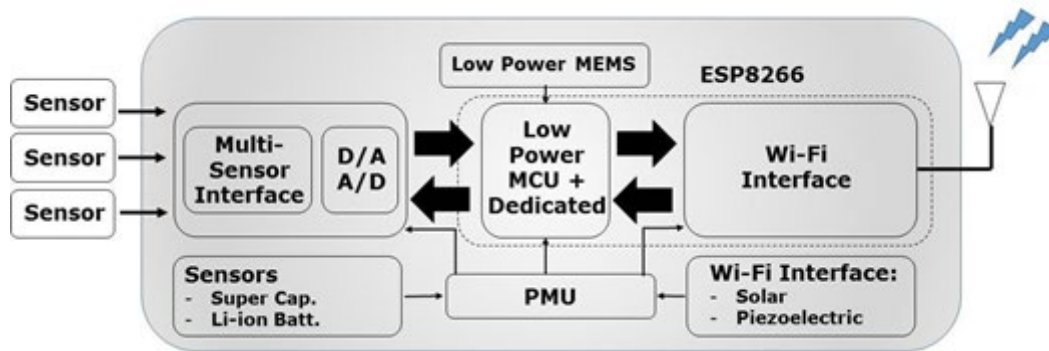 Low Power MEMS
ESP8266
Sensor
Sensor
Sensor
Multi-
Sensor
Interface
D/A
A/D
Low
Power
MCU +
Dedicated
Wi-Fi
Interface
Sensors
- Super Cap.
- Li-ion Batt.
PMU
Wi-Fi Interface:
- Solar
- Piezoelectric